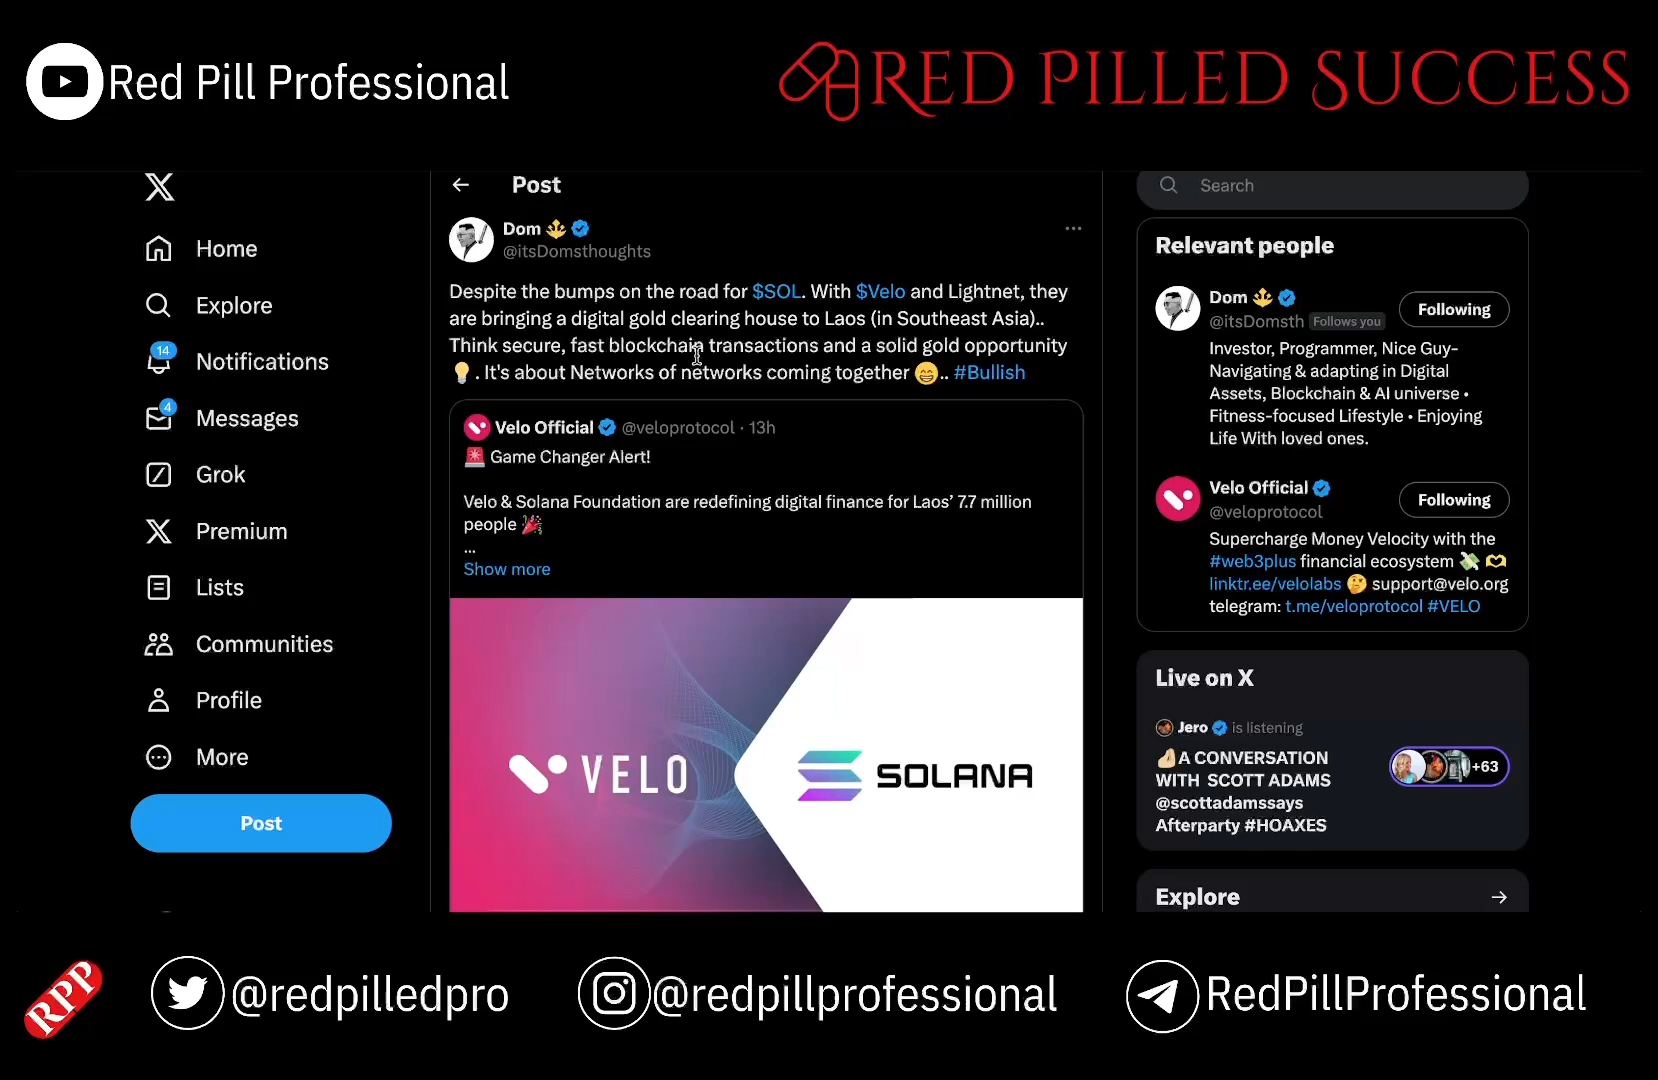 Red Pill Professional
RED PILLED SUCCESS
Home
Explore
14
Notifications
4
Messages
Grok
Premium
Lists
Communities
Profile
More
Post
Post
Dom
@itsDomsthoughts
Despite the bumps on the road for $SOL. With $Velo and Lightnet, they
are bringing a digital gold clearing house to Laos (in Southeast Asia)..
Think secure, fast blockchain transactions and a solid gold opportunity
💡. It's about Networks of networks coming together 😁.. #Bullish
Velo Official @veloprotocol · 13h
🚨 Game Changer Alert!
Velo & Solana Foundation are redefining digital finance for Laos’ 7.7 million
people 🎉
...
Show more
VELO
SOLANA
Search
Relevant people
Dom
@itsDomsth Follows you
Following
Investor, Programmer, Nice Guy-
Navigating & adapting in Digital
Assets, Blockchain & AI universe •
Fitness-focused Lifestyle • Enjoying
Life With loved ones.
Velo Official
@veloprotocol
Following
Supercharge Money Velocity with the
#web3plus financial ecosystem 💸 🫶
linktr.ee/velolabs 🤔 support@velo.org
telegram: t.me/veloprotocol #VELO
Live on X
Jero is listening
A CONVERSATION
WITH SCOTT ADAMS
@scottadamssays
Afterparty #HOAXES
+63
Explore
RPP
@redpilledpro
@redpillprofessional
RedPillProfessional